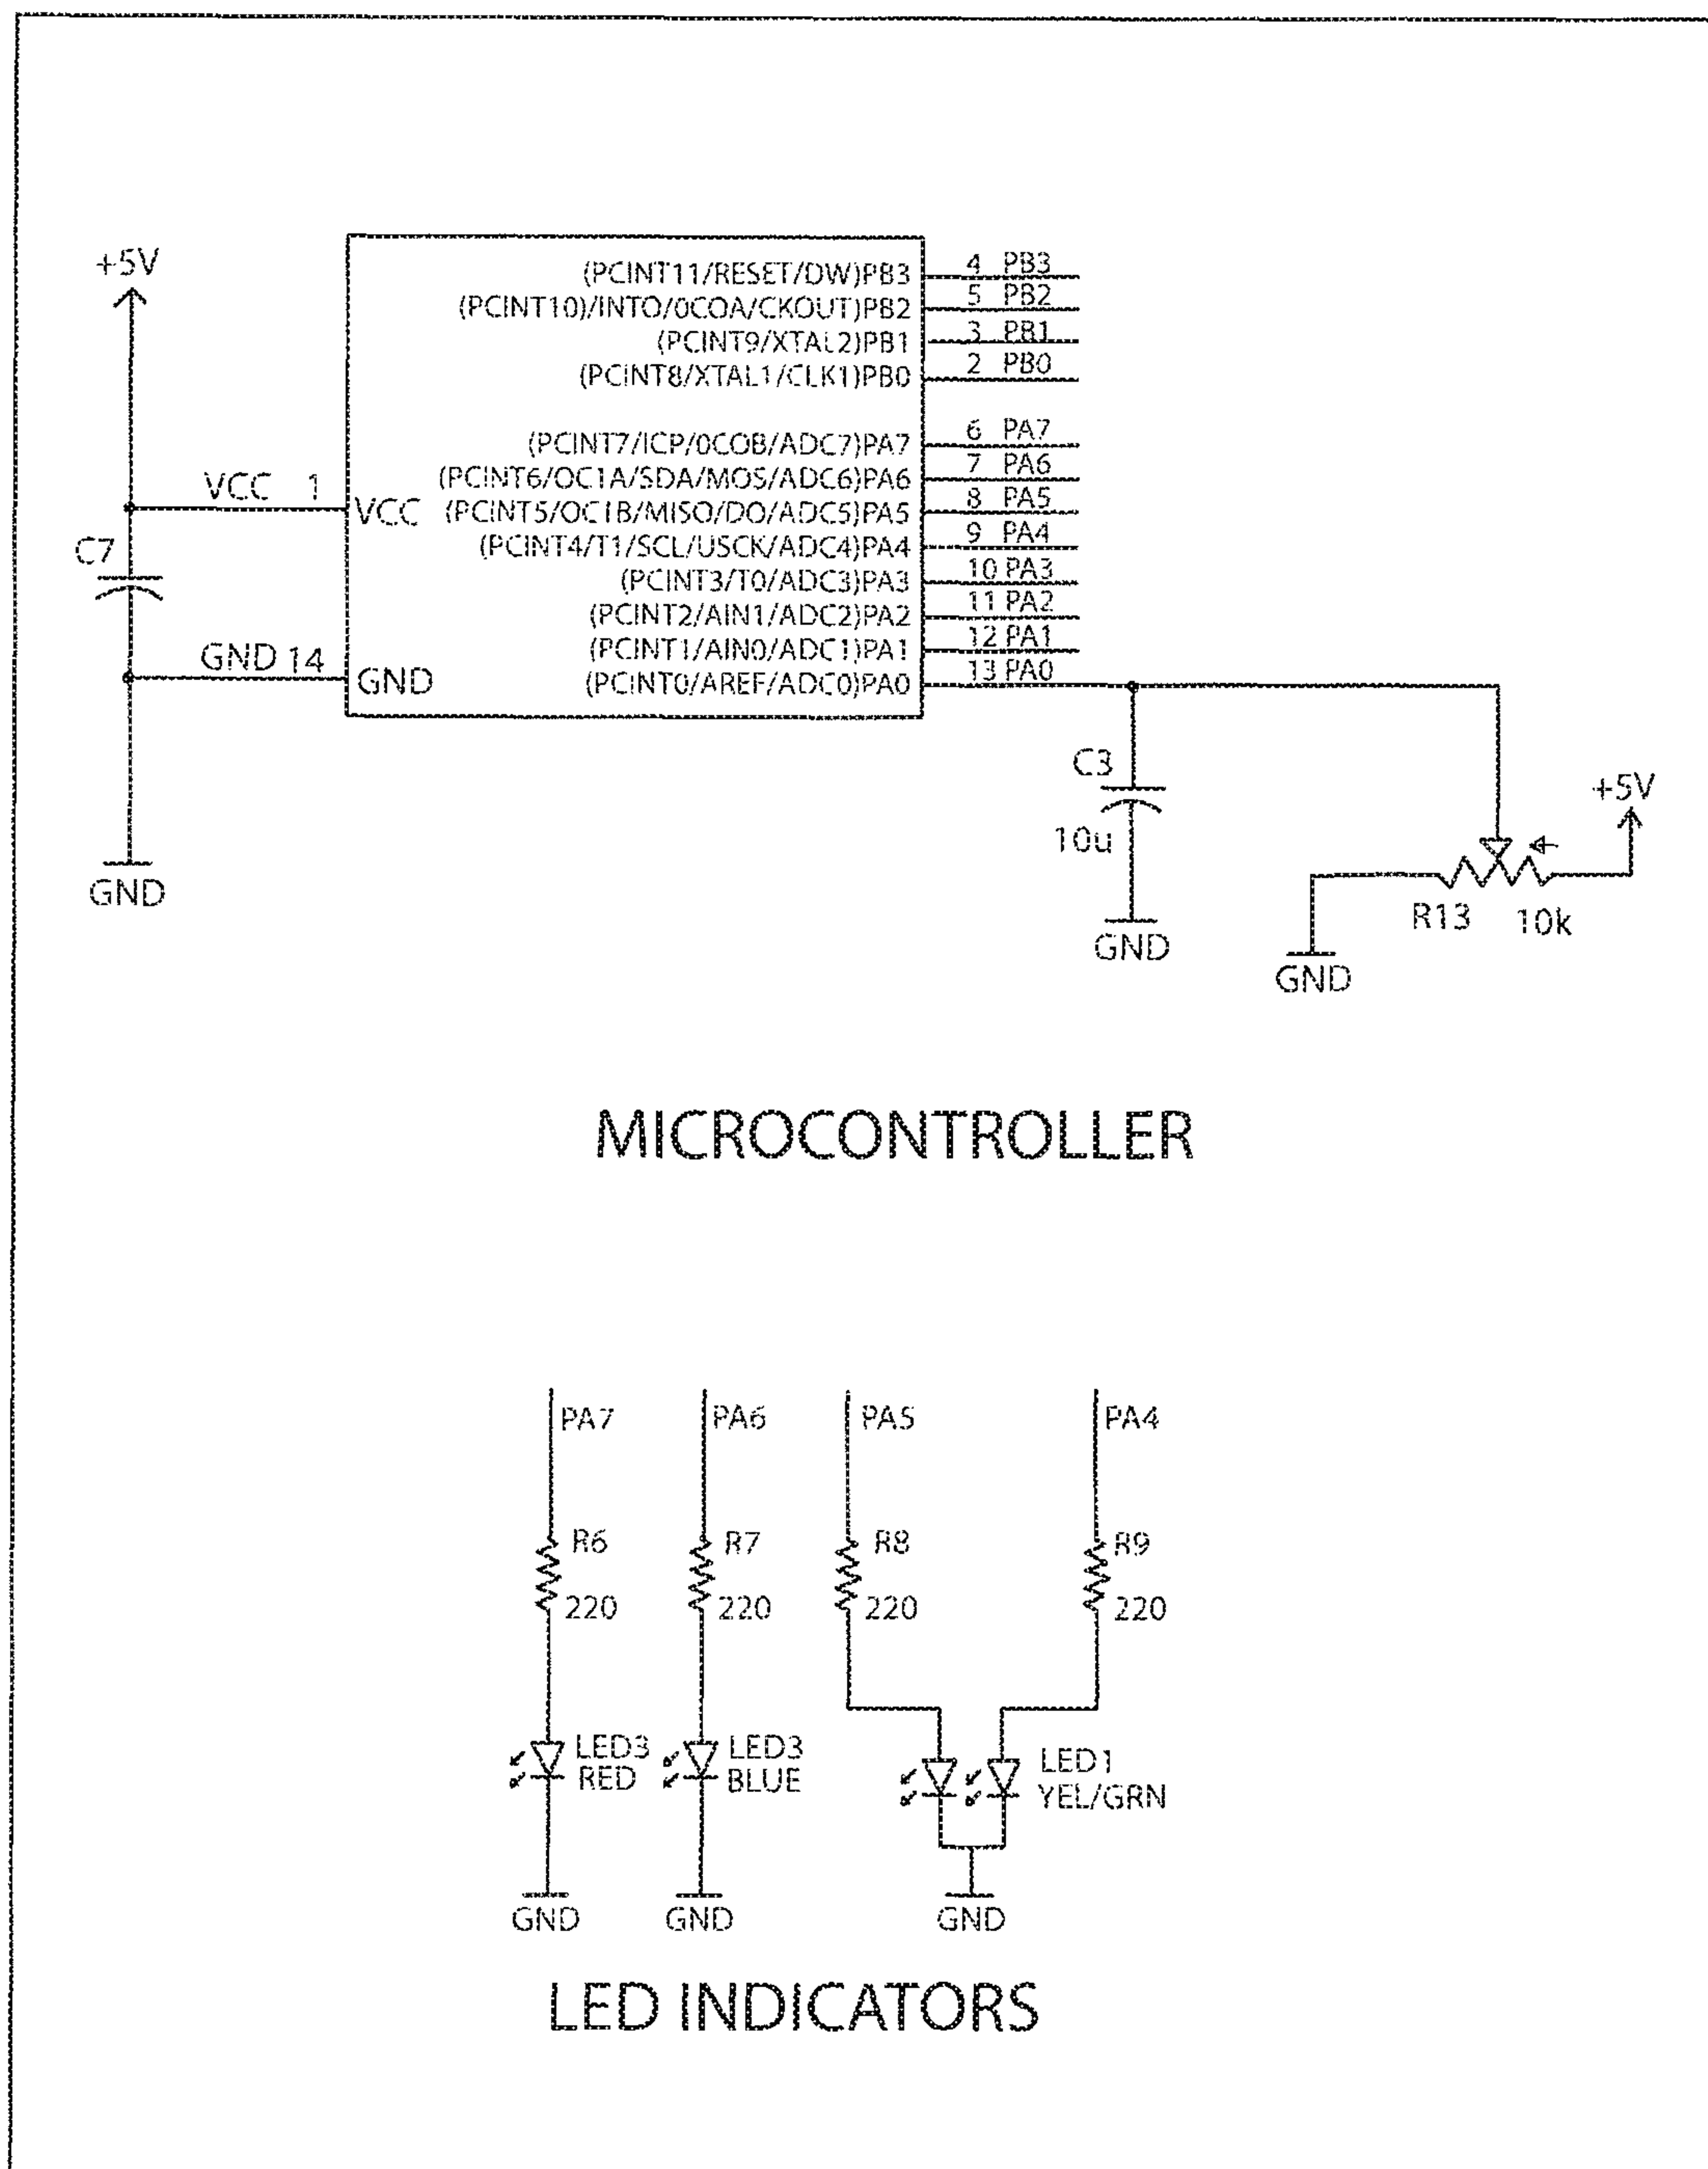 +5V
(PCINT11/RESET/DW)PB3
4 PB3
(PCINT10)/INTO/0COA/CKOUT)PB2
5 PB2
(PCINT9/XTAL2)PB1
3 PB1
(PCINT8/XTAL1/CLK1)PB0
2 PB0
(PCINT7/ICP/0COB/ADC7)PA7
6 PA7
(PCINT6/OC1A/SDA/MOS/ADC6)PA6
7 PA6
VCC 1
VCC
(PCINT5/OC1B/MISO/DO/ADC5)PA5
8 PA5
C7
(PCINT4/T1/SCL/USCK/ADC4)PA4
9 PA4
(PCINT3/T0/ADC3)PA3
10 PA3
(PCINT2/AIN1/ADC2)PA2
11 PA2
(PCINT1/AIN0/ADC1)PA1
12 PA1
GND 14
GND
(PCINT0/AREF/ADC0)PA0
13 PA0
GND
C3
10u
GND
+5V
R13
10k
GND
MICROCONTROLLER
PA7
PA6
PA5
PA4
R6
220
R7
220
R8
220
R9
220
LED3
RED
LED3
BLUE
LED1
YEL/GRN
GND
GND
GND
LED INDICATORS